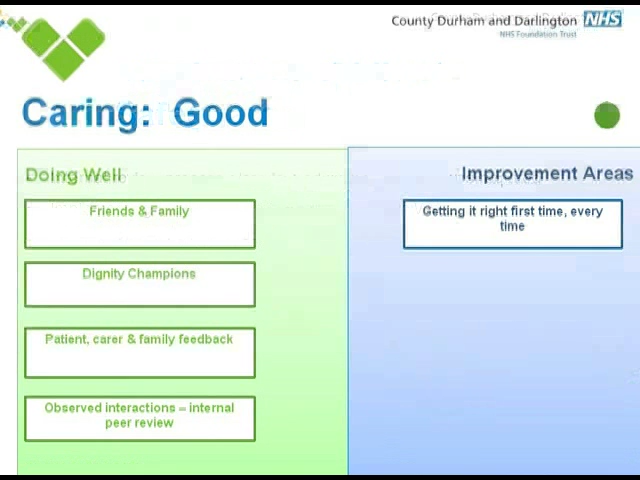 County Durham and Darlington NHS
NHS Foundation Trust
Caring: Good
Doing Well
Improvement Areas
Friends & Family
Getting it right first time, every
time
Dignity Champions
Patient, carer & family feedback
Observed interactions – internal
peer review